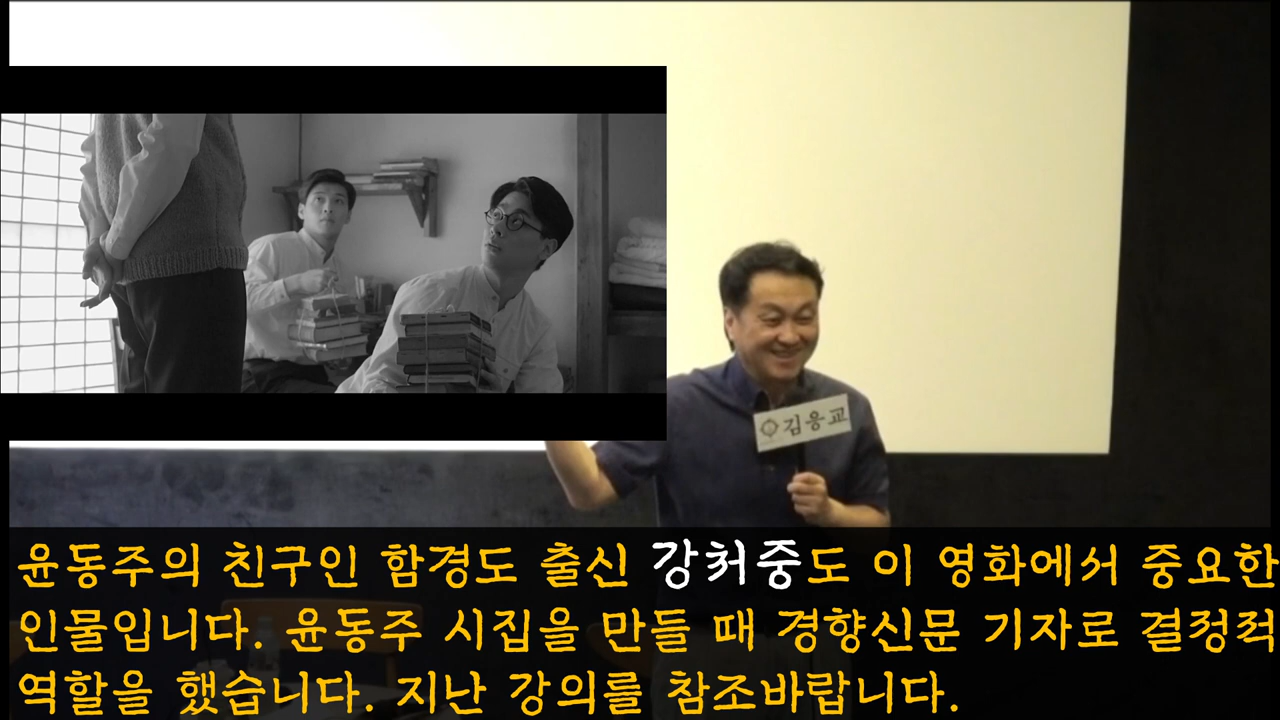 김응교
윤동주의 친구인 함경도 출신 강처중도 이 영화에서 중요한
인물입니다. 윤동주 시집을 만들 때 경향신문 기자로 결정적
역할을 했습니다. 지난 강의를 참조바랍니다.